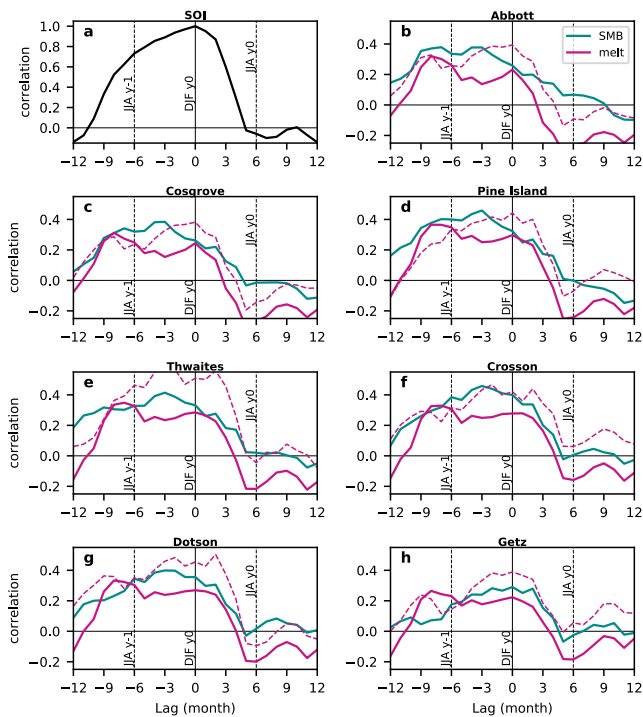 SOI
a
correlation
1.0
0.8
0.6
0.4
0.2
0.0
JJA y-1
DJF y0
JJA y0
−12 −9 −6 −3 0 3 6 9 12
Abbott
b
SMB
melt
0.4
0.2
0.0
−0.2
JJA y-1
DJF y0
−12 −9 −6 −3 0 3 6 9 12
Cosgrove
c
correlation
0.4
0.2
0.0
−0.2
JJA y-1
DJF y0
JJA y0
−12 −9 −6 −3 0 3 6 9 12
Pine Island
d
0.4
0.2
0.0
−0.2
JJA y-1
DJF y0
JJA y0
−12 −9 −6 −3 0 3 6 9 12
Thwaites
e
correlation
0.4
0.2
0.0
−0.2
JJA y-1
DJF y0
JJA y0
−12 −9 −6 −3 0 3 6 9 12
Crosson
f
0.4
0.2
0.0
−0.2
JJA y-1
DJF y0
JJA y0
−12 −9 −6 −3 0 3 6 9 12
Dotson
g
correlation
0.4
0.2
0.0
−0.2
JJA y-1
DJF y0
JJA y0
−12 −9 −6 −3 0 3 6 9 12
Lag (month)
Getz
h
0.4
0.2
0.0
−0.2
JJA y-1
DJF y0
JJA y0
−12 −9 −6 −3 0 3 6 9 12
Lag (month)